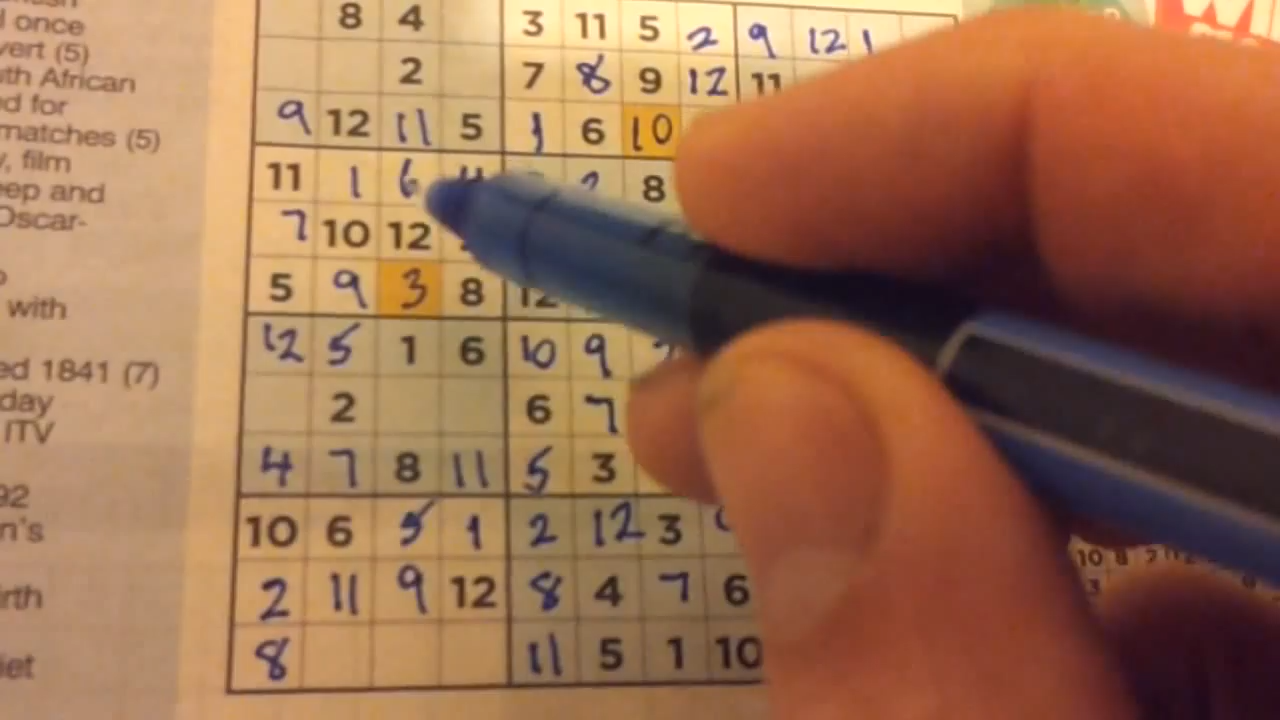 l once
vert (5)
uth African
ed for
matches (5)
y, film
eep and
Oscar-
with
ed 1841 (7)
day
ITV
92
n's
irth
iet
8 4 3 11 5 2 9 12 1
2 7 8 9 12 11
9 12 11 5 1 6 10
11 1 6 8
7 10 12
5 9 3 8 12
12 5 1 6 10 9
2 6 7
4 7 8 11 5 3
10 6 5 1 2 12 3
2 11 9 12 8 4 7 6
8 11 5 1 10
10 8